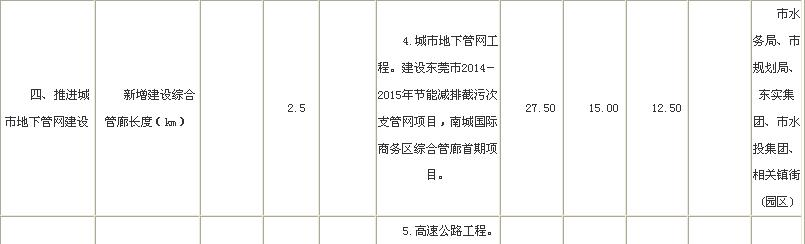 四、推进城
市地下管网建设
新增建设综合
管廊长度（km）
2.5
4.城市地下管网工
程。建设东莞市2014—
2015年节能减排截污次
支管网项目，南城国际
商务区综合管廊首期项
目。
27.50
15.00
12.50
市水
务局、市
规划局、
东实集
团、市水
投集团、
相关镇街
(园区)
5.高速公路工程。